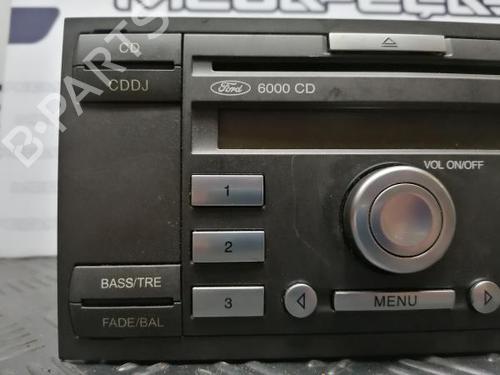 CD
CDDJ
Ford 6000 CD
VOL ON/OFF
1
2
3
BASS/TRE
FADE/BAL
MENU
B-PARTS